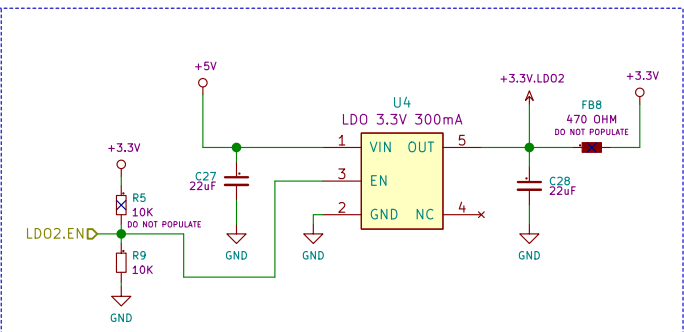 +5V
U4
LDO 3.3V 300mA
+3.3V.LDO2
+3.3V
FB8
470 OHM
DO NOT POPULATE
1 VIN OUT 5
+3.3V
C27
22uF
3 EN
C28
22uF
R5
10K
DO NOT POPULATE
2 GND NC 4
LDO2.EN
GND
GND
GND
R9
10K
GND